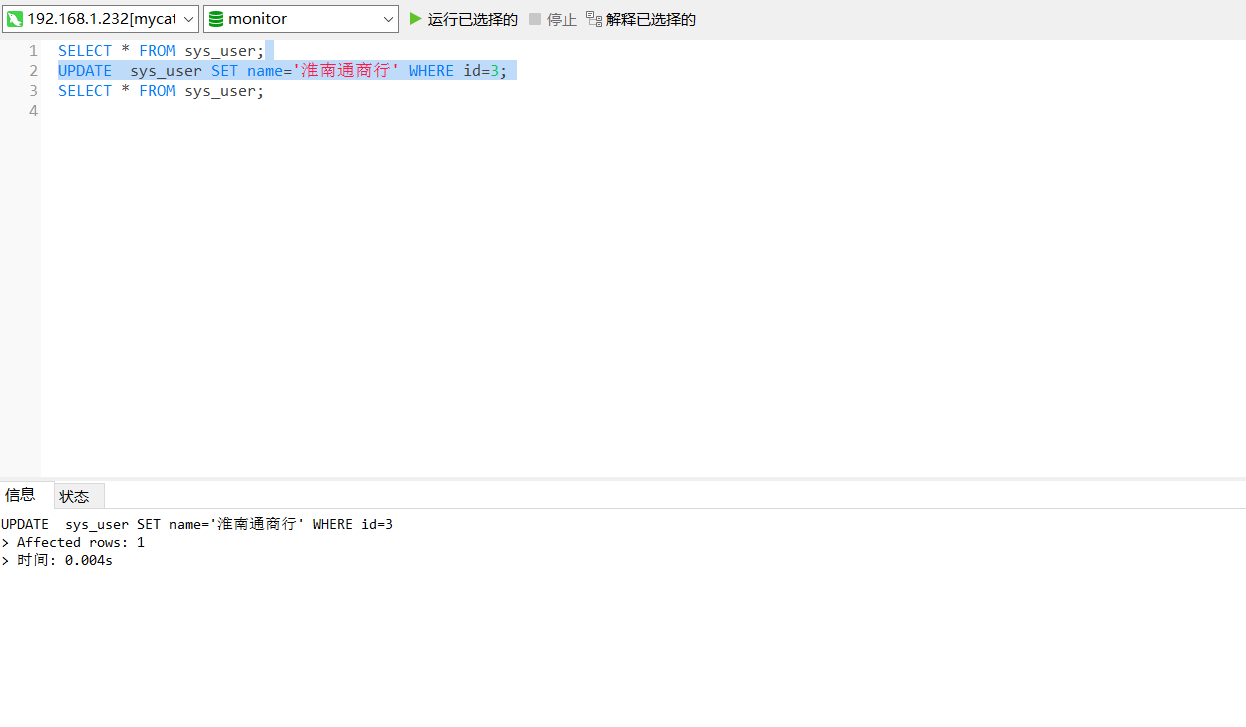 192.168.1.232[mycat
monitor
运行已选择的
停止
解释已选择的
1 SELECT * FROM sys_user;
2 UPDATE  sys_user SET name='淮南通商行' WHERE id=3;
3 SELECT * FROM sys_user;
4
信息
状态
UPDATE  sys_user SET name='淮南通商行' WHERE id=3
> Affected rows: 1
> 时间: 0.004s